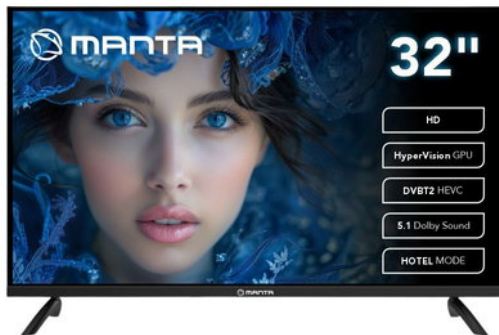 MANTA
32"
HD
HyperVision GPU
DVBT2 HEVC
5.1 Dolby Sound
HOTEL MODE
MANTA